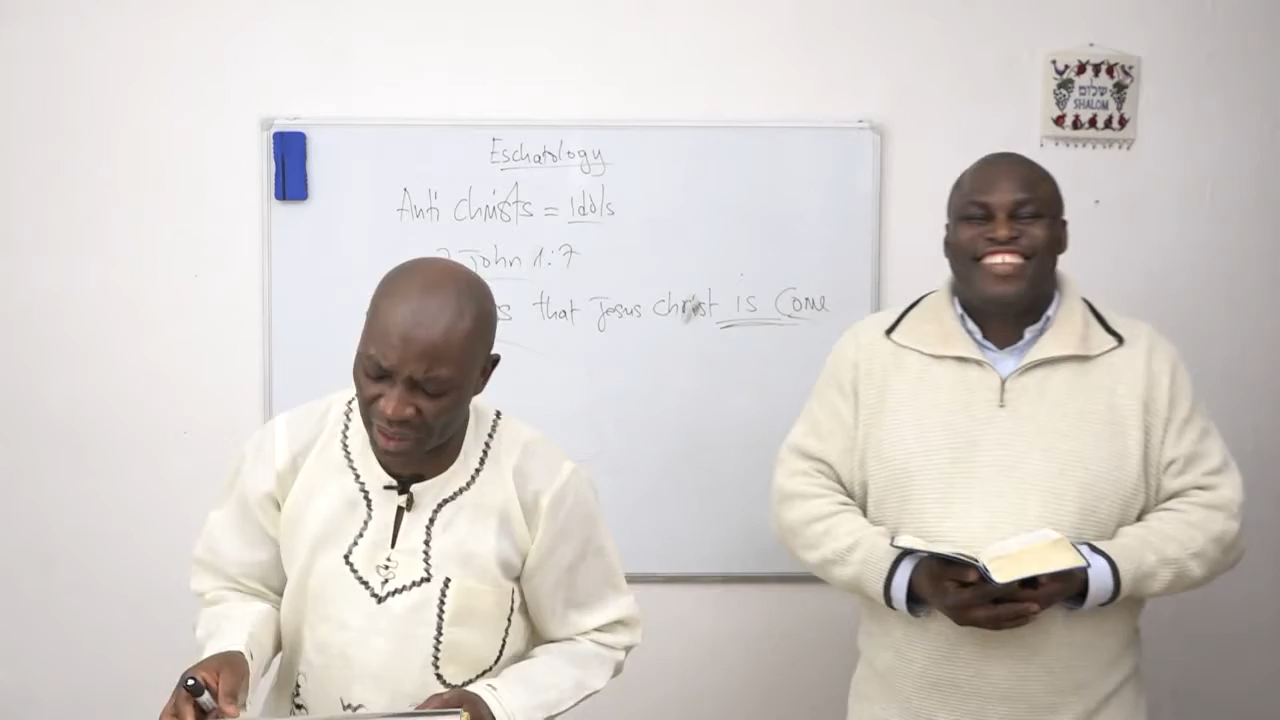 Eschatology
Anti christs = Idols
John 1:7
that Jesus christ is Come
שלום
SHALOM